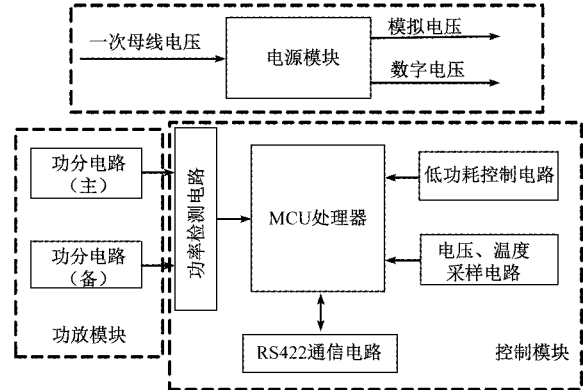 一次母线电压
电源模块
模拟电压
数字电压
功分电路
（主）
功分电路
（备）
功放模块
功率检测电路
MCU处理器
低功耗控制电路
电压、温度
采样电路
RS422通信电路
控制模块